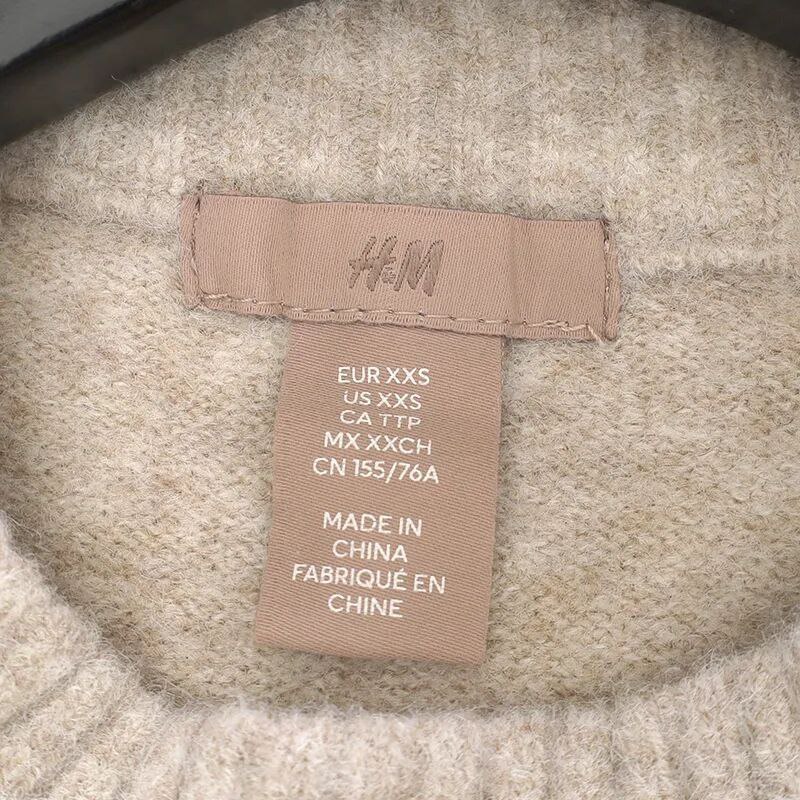 H&M
EUR XXS
US XXS
CA TTP
MX XXCH
CN 155/76A
MADE IN
CHINA
FABRIQUÉ EN
CHINE